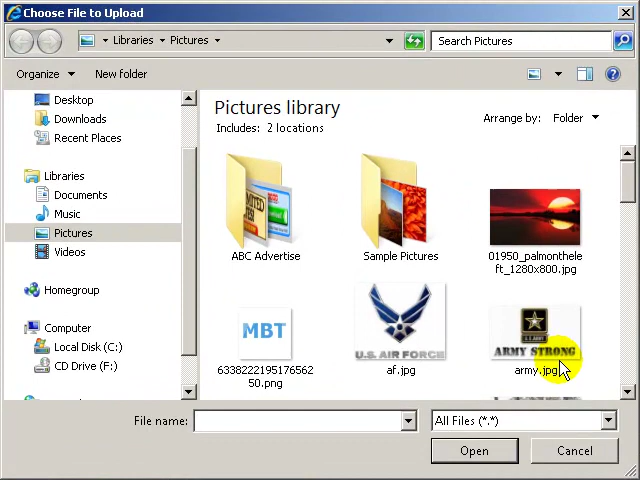 Choose File to Upload
Libraries
Pictures
Search Pictures
Organize
New folder
Desktop
Downloads
Recent Places
Libraries
Documents
Music
Pictures
Videos
Homegroup
Computer
Local Disk (C:)
CD Drive (F:)
Pictures library
Includes: 2 locations
Arrange by: Folder
ABC Advertise
Sample Pictures
01950_palmonthele
ft_1280x800.jpg
MBT
U.S. AIR FORCE
U.S. ARMY
ARMY STRONG
6338222195176562
50.png
af.jpg
army.jpg
File name:
All Files (*.*)
Open
Cancel